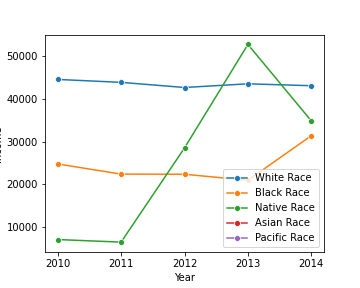 50000
40000
30000
20000
10000
White Race
Black Race
Native Race
Asian Race
Pacific Race
2010 2011 2012 2013 2014
Year